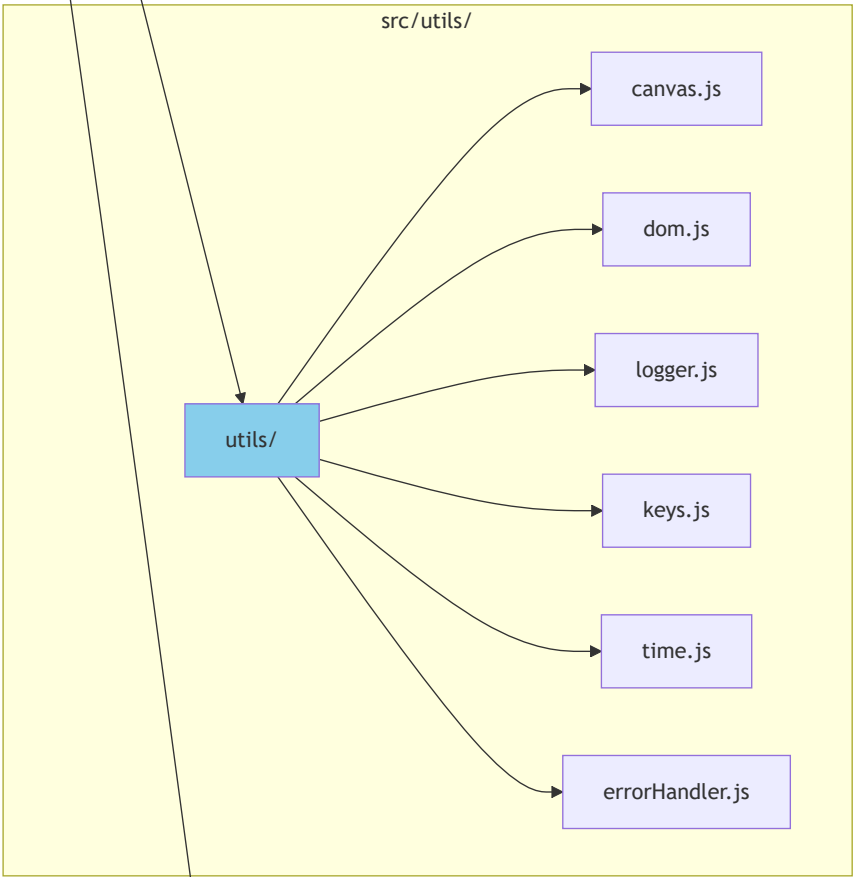 src/utils/
canvas.js
dom.js
logger.js
utils/
keys.js
time.js
errorHandler.js